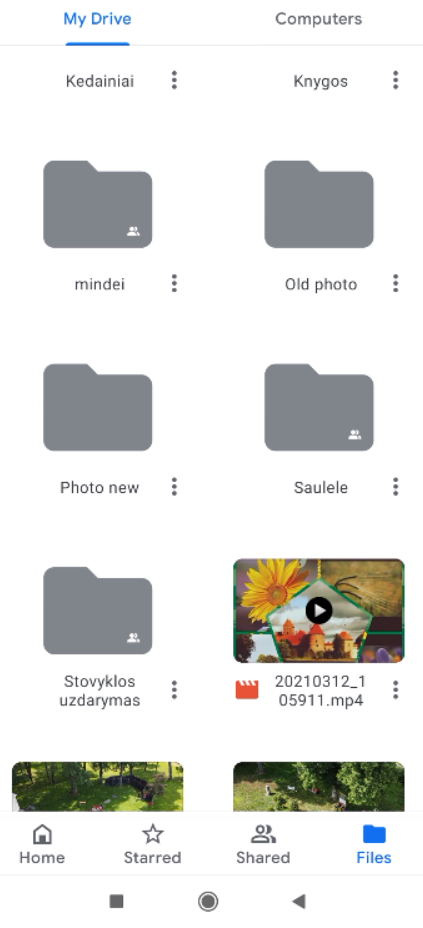 My Drive
Computers
Kedainiai
Knygos
mindei
Old photo
Photo new
Saulele
Stovyklos
uzdarymas
20210312_1
05911.mp4
Home
Starred
Shared
Files